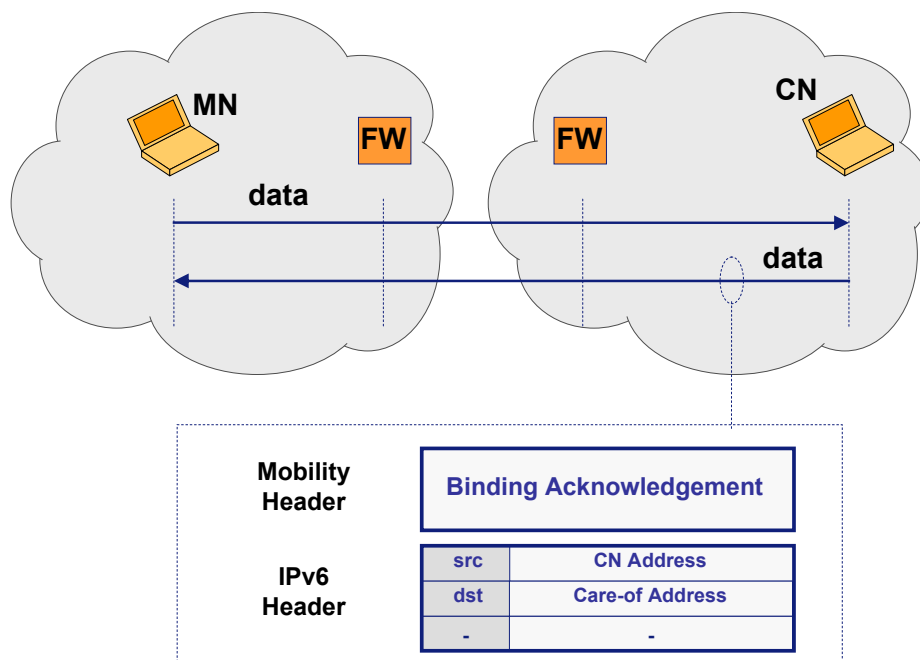 MN
CN
FW
FW
data
data
Mobility
Header
Binding Acknowledgement
IPv6
Header
src CN Address
dst Care-of Address
- -